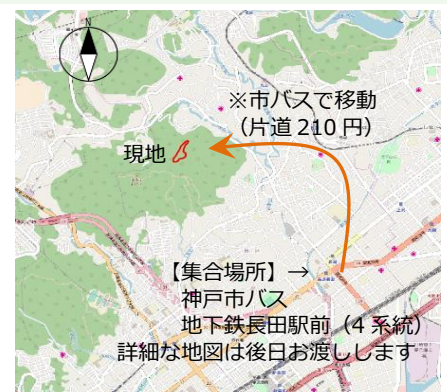 N
※市バスで移動
（片道 210 円）
現地
【集合場所】→
神戸市バス
地下鉄長田駅前（4 系統）
詳細な地図は後日お渡しします